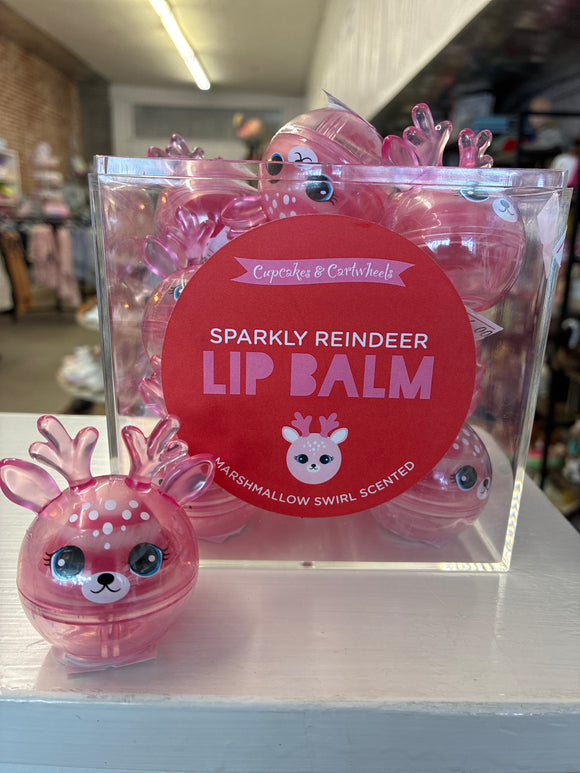 Cupcakes & Cartwheels
SPARKLY REINDEER
LIP BALM
MARSHMALLOW SWIRL SCENTED